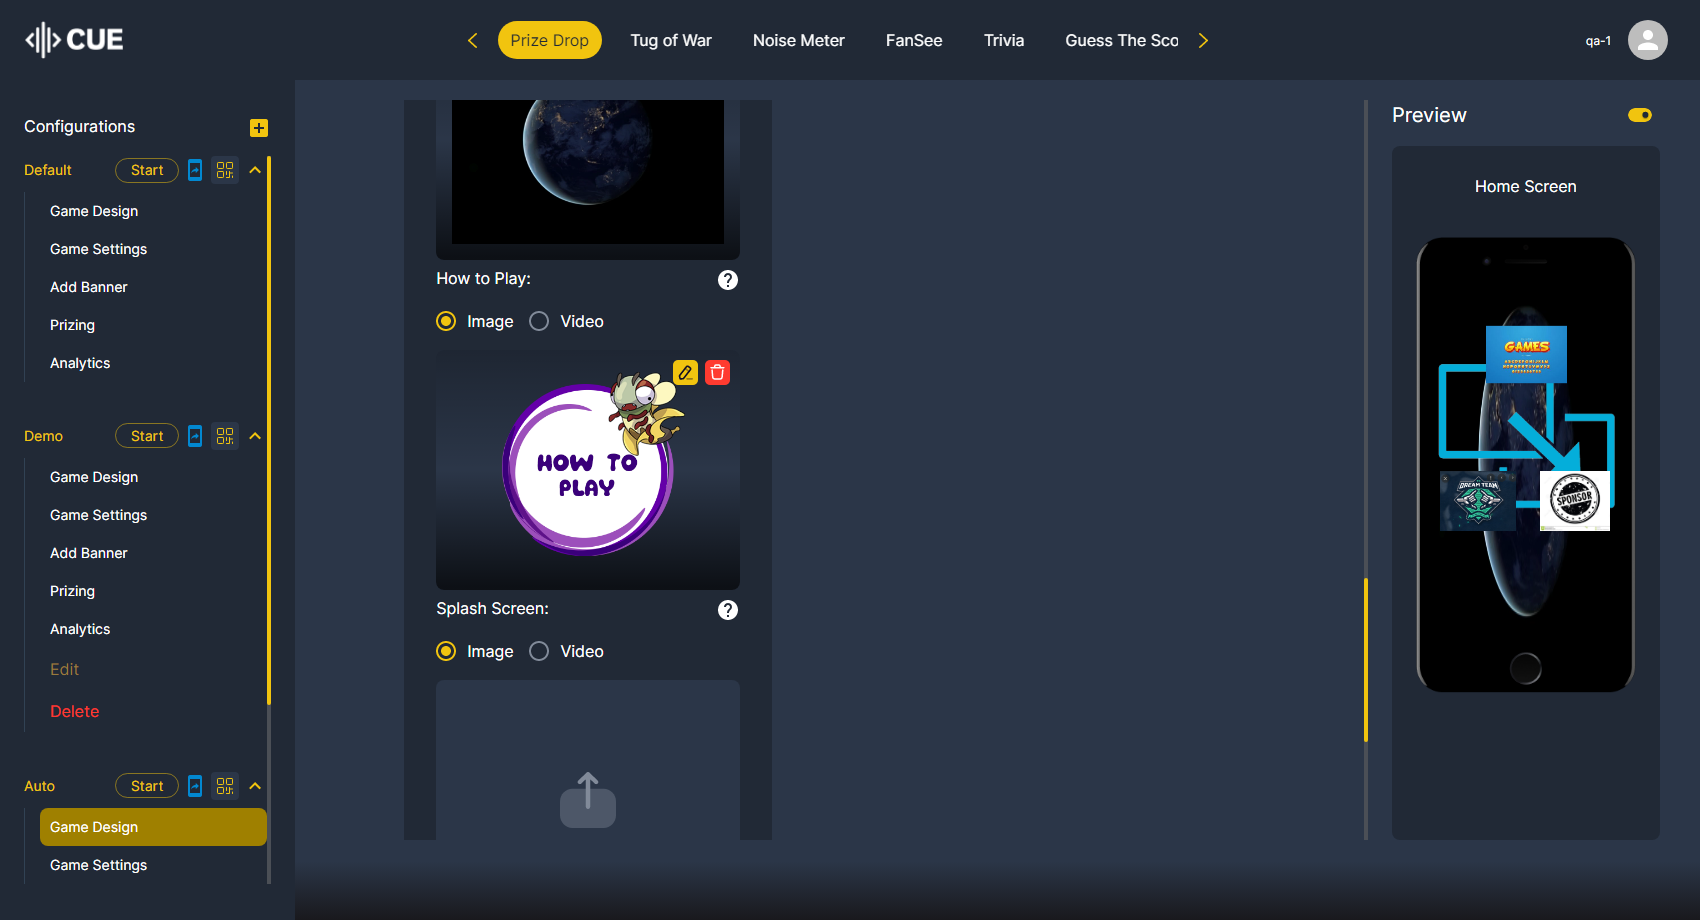 CUE
Prize Drop
Tug of War
Noise Meter
FanSee
Trivia
Guess The Sco
qa-1
Configurations
Default
Start
Game Design
Game Settings
Add Banner
Prizing
Analytics
Demo
Start
Game Design
Game Settings
Add Banner
Prizing
Analytics
Edit
Delete
Auto
Start
Game Design
Game Settings
How to Play:
Image
Video
HOW TO
PLAY
Splash Screen:
Image
Video
Preview
Home Screen
GAMES
DREAM TEAM
SPONSOR